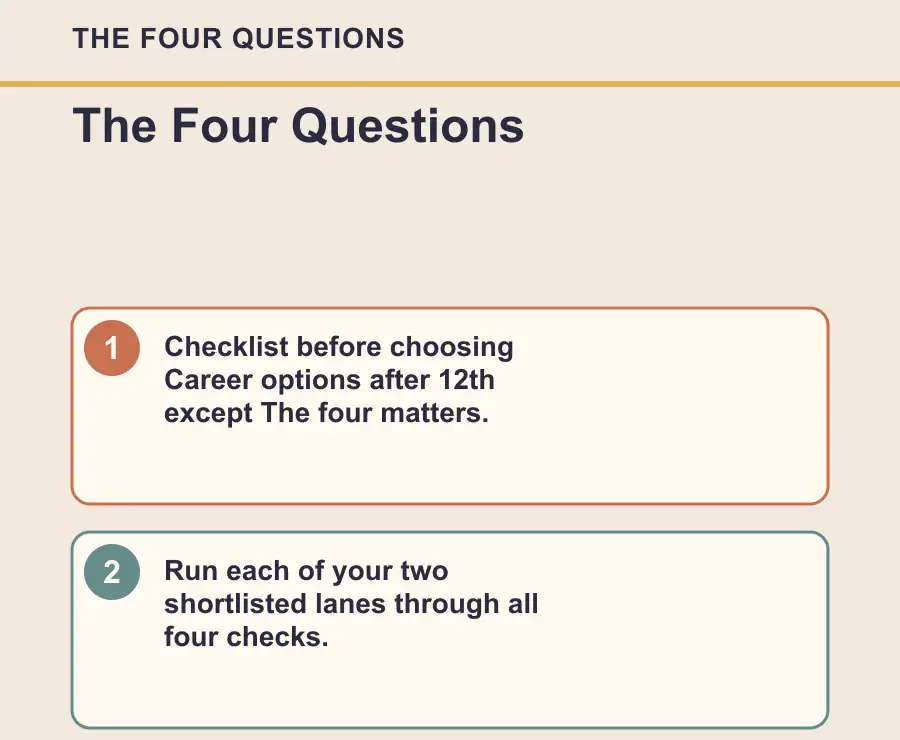 THE FOUR QUESTIONS
The Four Questions
1
Checklist before choosing
Career options after 12th
except The four matters.
2
Run each of your two
shortlisted lanes through all
four checks.